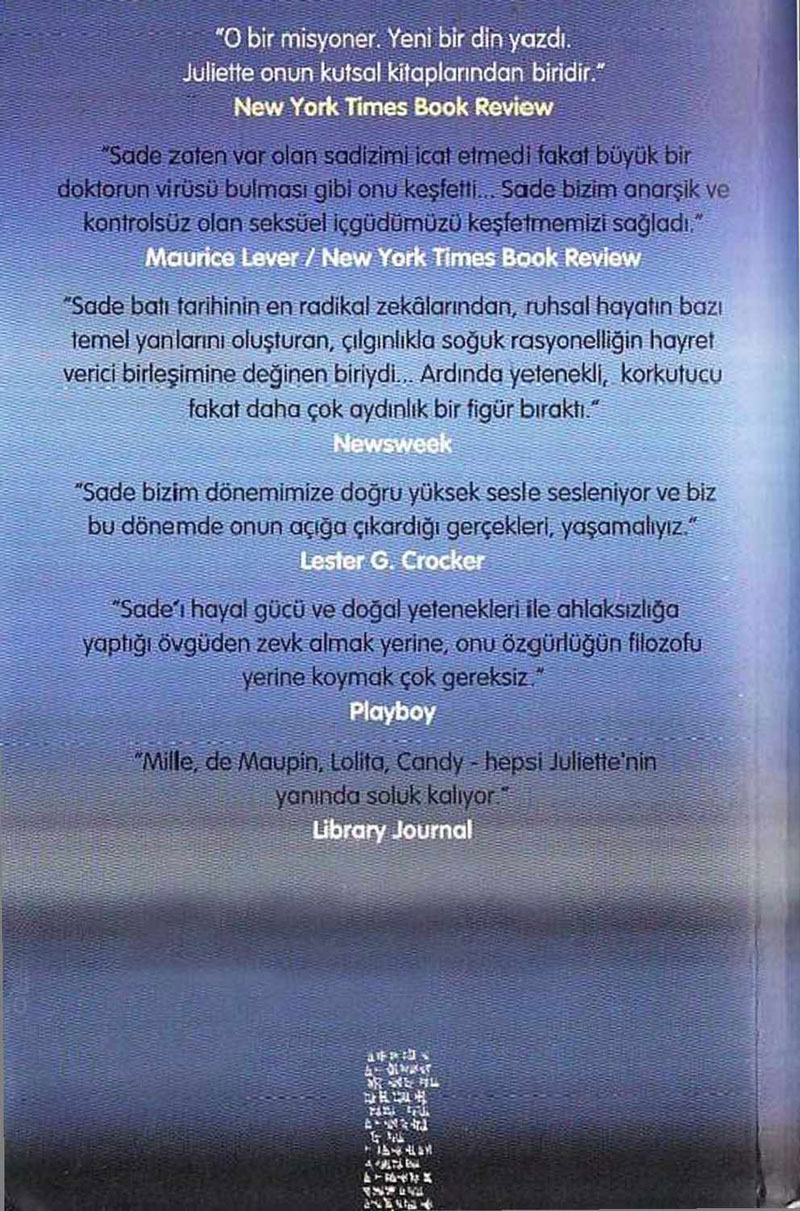 "O bir misyoner. Yeni bir din yazdı.
Juliette onun kutsal kitaplarından biridir."
New York Times Book Review
"Sade zaten var olan sadizimi icat etmedi fakat büyük bir
doktorun virüsü bulması gibi onu keşfetti... Sade bizim anarşik ve
kontrolsüz olan seksüel içgüdümüzü keşfetmemizi sağladı."
Maurice Lever / New York Times Book Review
"Sade batı tarihinin en radikal zekâlarından, ruhsal hayatın bazı
temel yanlarını oluşturan, çılgınlıkla soğuk rasyonelliğin hayret
verici birleşimine değinen biriydi... Ardında yetenekli, korkutucu
fakat daha çok aydınlık bir figür bıraktı."
Newsweek
"Sade bizim dönemimize doğru yüksek sesle sesleniyor ve biz
bu dönemde onun açığa çıkardığı gerçekleri, yaşamalıyız."
Lester G. Crocker
"Sade'ı hayal gücü ve doğal yetenekleri ile ahlaksızlığa
yaptığı övgüden zevk almak yerine, onu özgürlüğün filozofu
yerine koymak çok gereksiz."
Playboy
"Mille, de Maupin, Lolita, Candy - hepsi Juliette'nin
yanında soluk kalıyor."
Library Journal